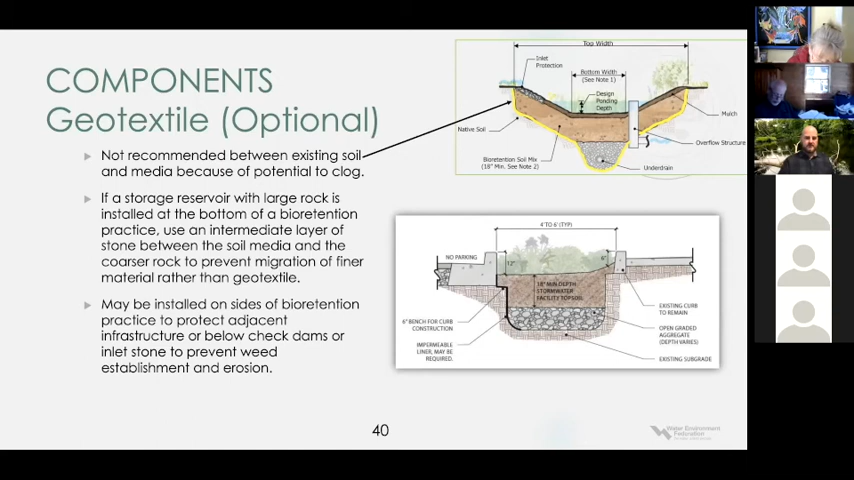 COMPONENTS
Geotextile (Optional)
Not recommended between existing soil
and media because of potential to clog.
If a storage reservoir with large rock is
installed at the bottom of a bioretention
practice, use an intermediate layer of
stone between the soil media and the
coarser rock to prevent migration of finer
material rather than geotextile.
May be installed on sides of bioretention
practice to protect adjacent
infrastructure or below check dams or
inlet stone to prevent weed
establishment and erosion.
Top Width
Inlet
Protection
Bottom Width
(See Note 1)
Design
Ponding
Depth
Mulch
Native Soil
Overflow Structure
Bioretention Soil Mix
(18" Min. See Note 2)
Underdrain
4' TO 6' (TYP)
NO PARKING
12"
6"
18" MIN DEPTH
STORMWATER
FACILITY TOPSOIL
6" BENCH FOR CURB
CONSTRUCTION
IMPERMEABLE
LINER, MAY BE
REQUIRED.
EXISTING CURB
TO REMAIN
OPEN GRADED
AGGREGATE
(DEPTH VARIES)
EXISTING SUBGRADE
40
Water Environment
Federation